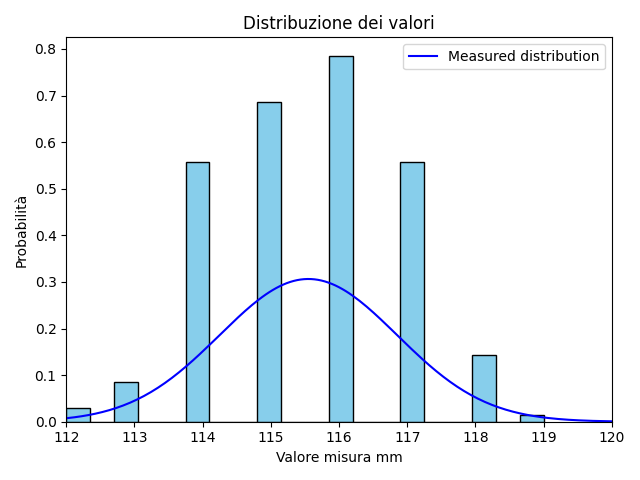 Distribuzione dei valori
Measured distribution
Probabilità
0.8
0.7
0.6
0.5
0.4
0.3
0.2
0.1
0.0
112 113 114 115 116 117 118 119 120
Valore misura mm